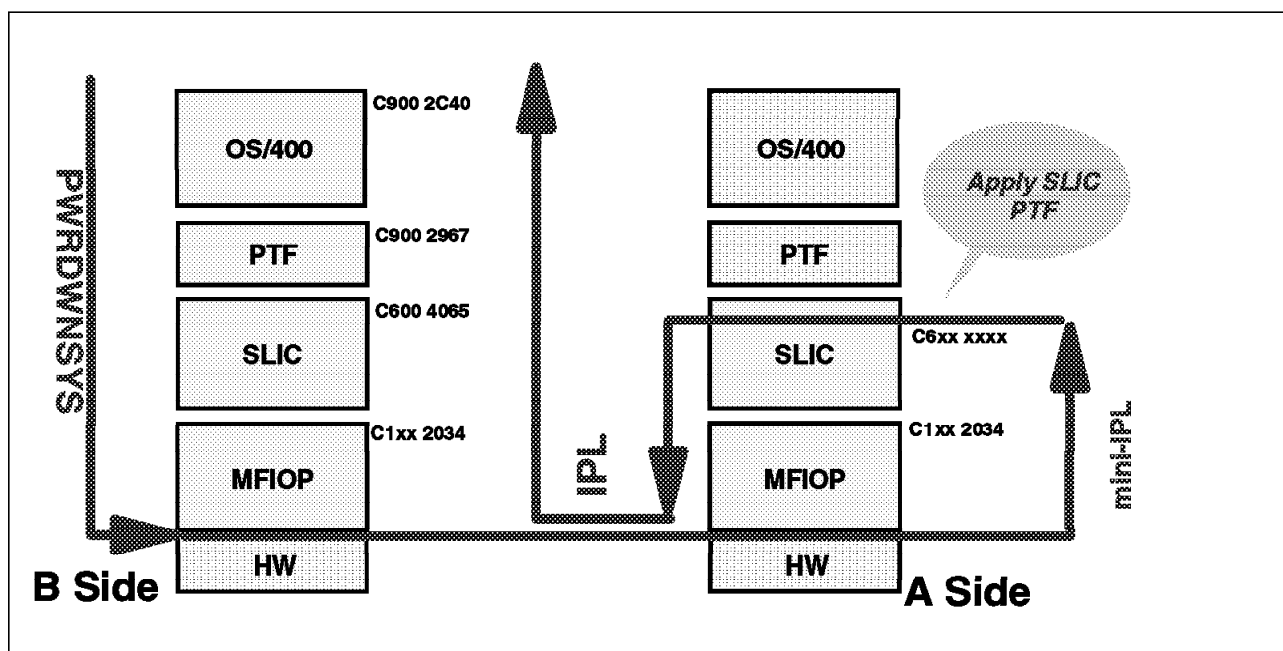 C900 2C40
OS/400
OS/400
Apply SLIC
PTF
PWRDWNSYS
C900 2967
PTF
PTF
C600 4065
SLIC
C6xx xxxx
SLIC
C1xx 2034
C1xx 2034
MFIOP
IPL
MFIOP
mini-IPL
HW
HW
B Side
A Side